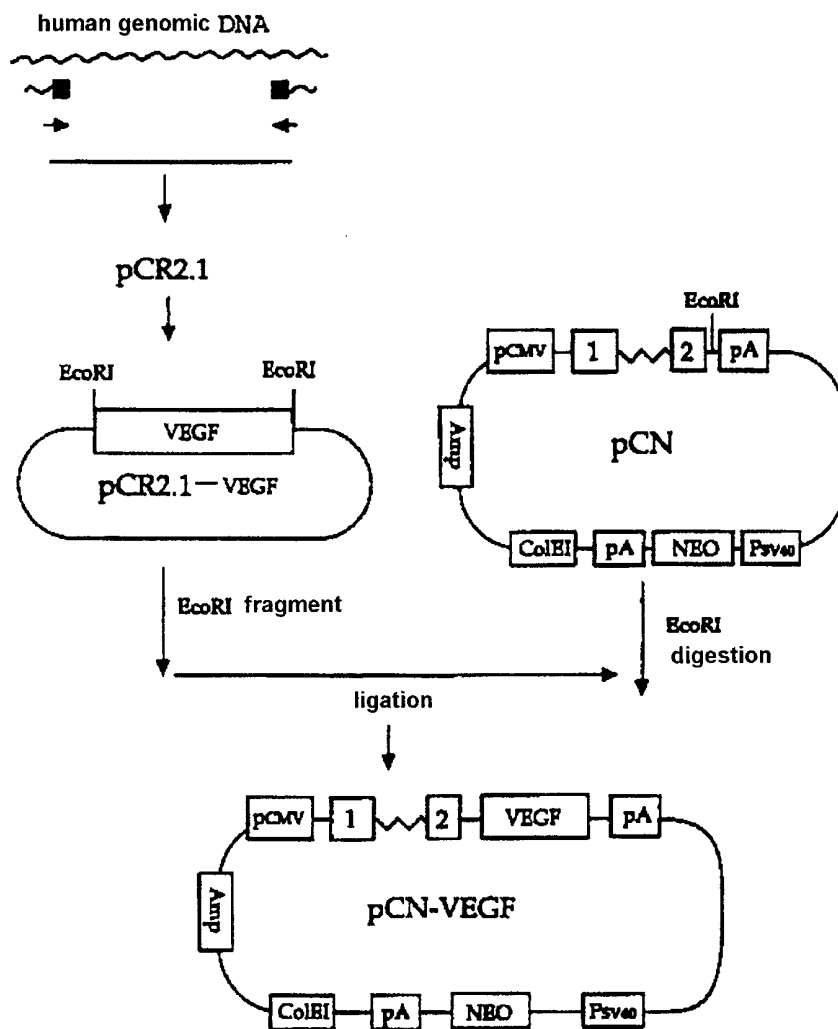 human genomic DNA
pCR2.1
EcoRI
EcoRI
VEGF
pCR2.1—VEGF
EcoRI fragment
EcoRI
pCMV
1
2
pA
Amp
pCN
ColEI
pA
NEO
PSV40
EcoRI
digestion
ligation
pCMV
1
2
VEGF
pA
Amp
pCN-VEGF
ColEI
pA
NEO
PSV40